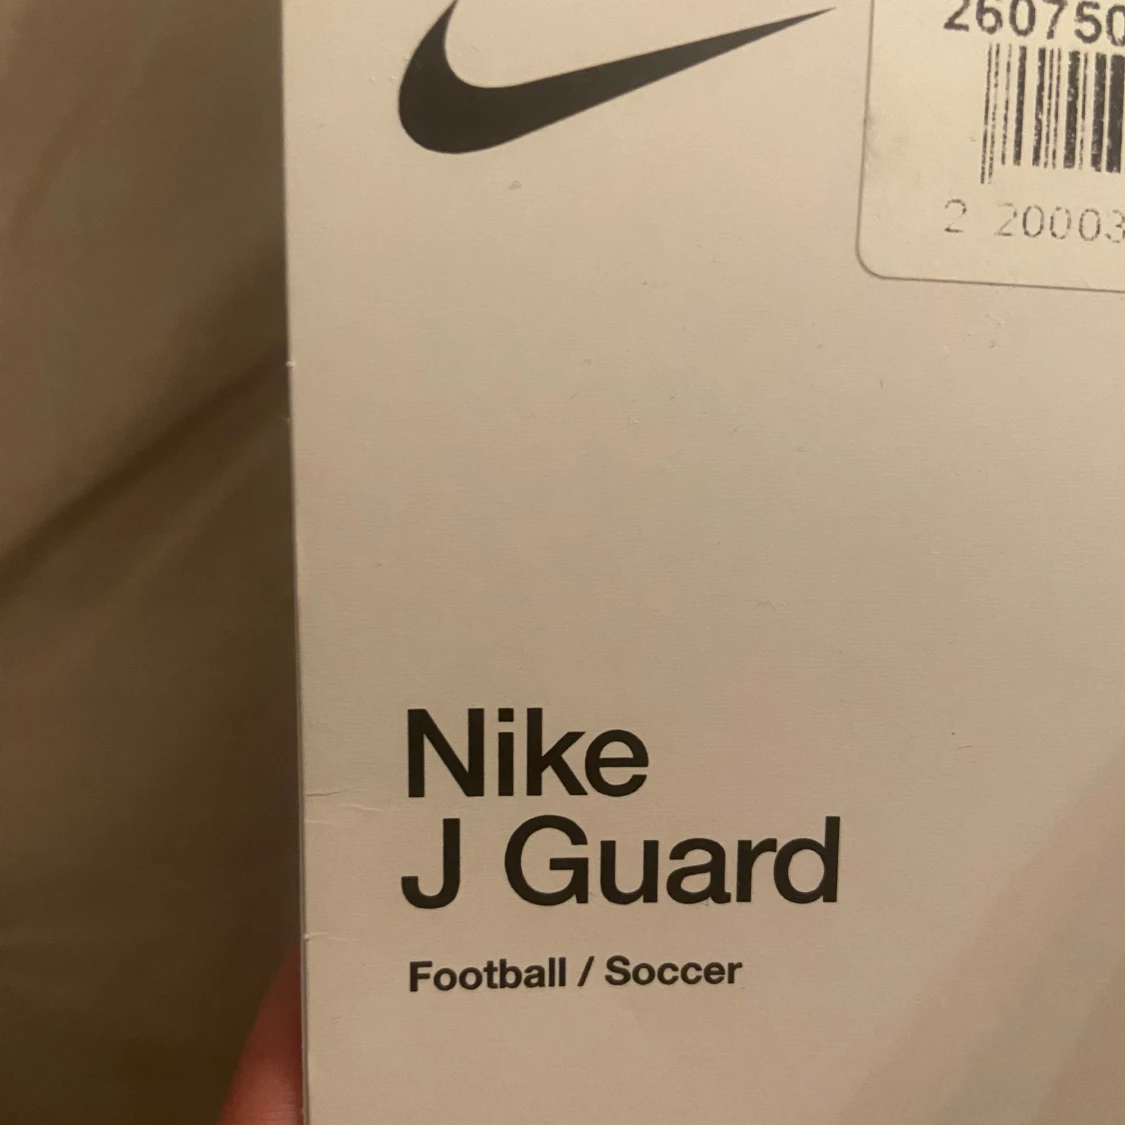 260750
2 20003
Nike
J Guard
Football / Soccer